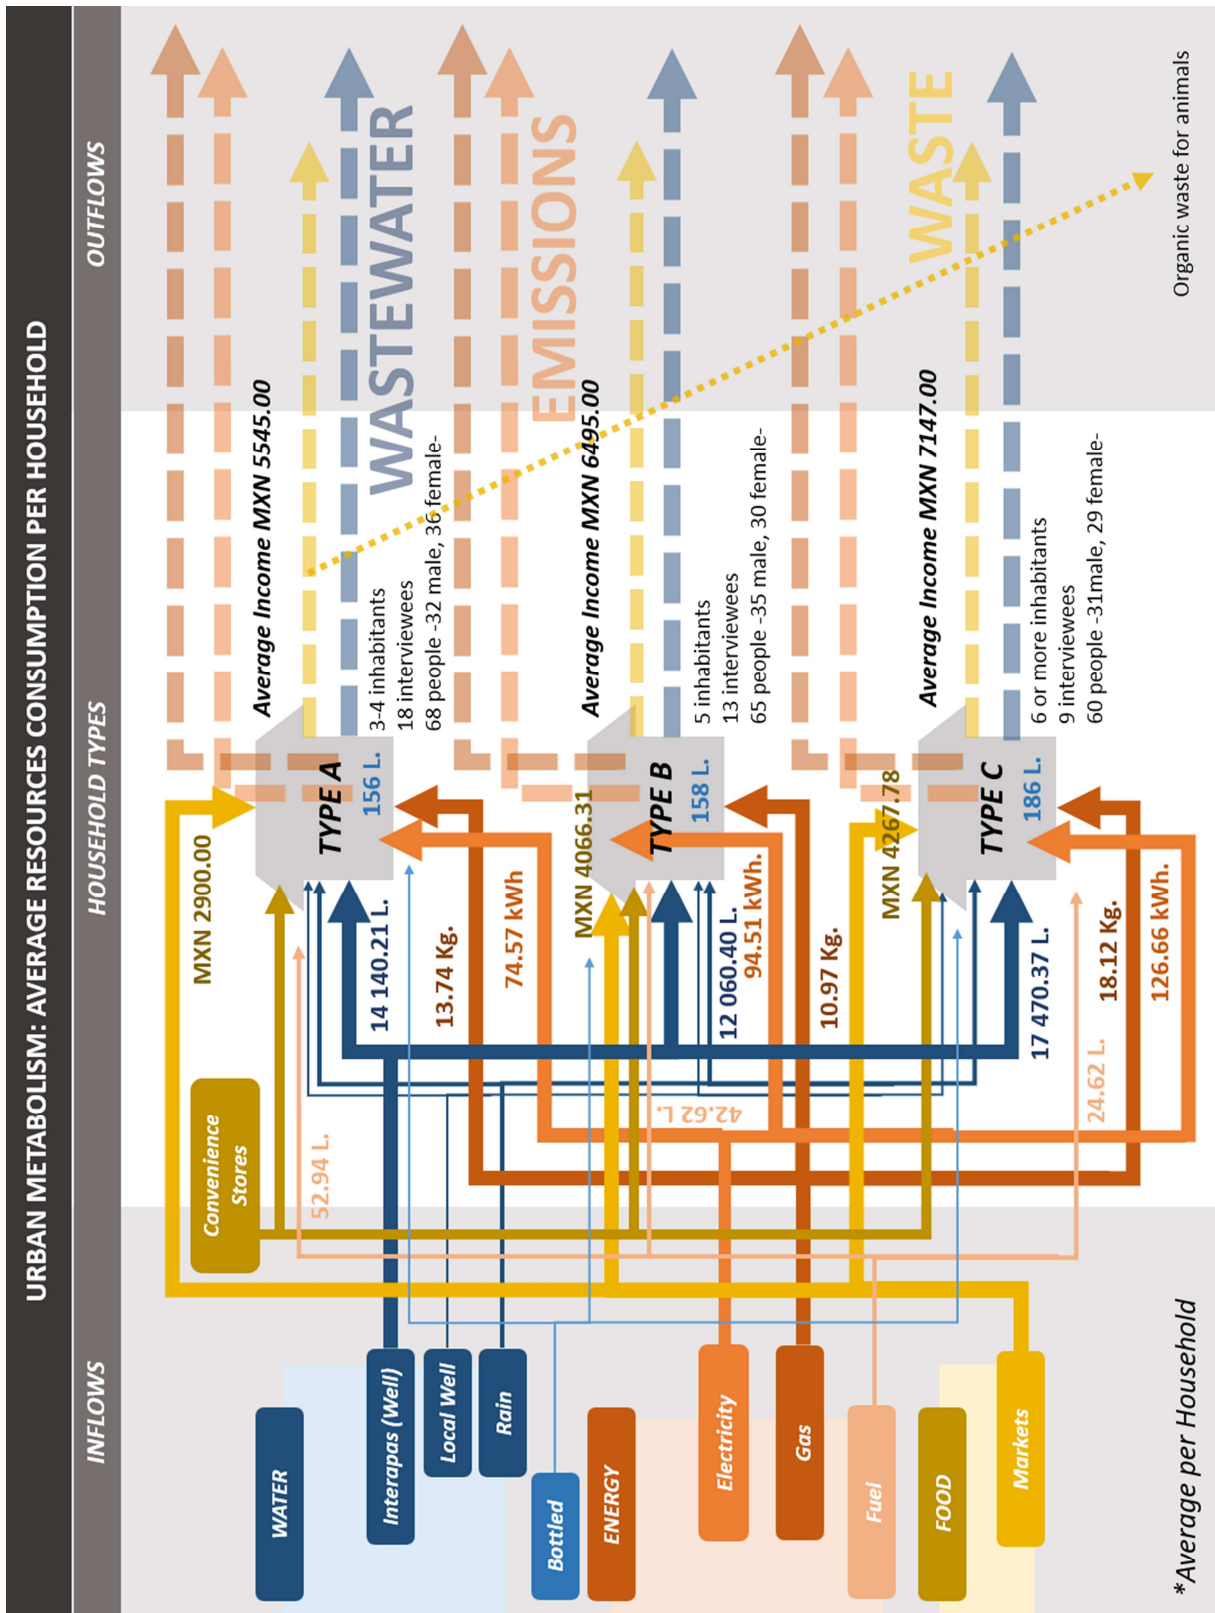 URBAN METABOLISM: AVERAGE RESOURCES CONSUMPTION PER HOUSEHOLD
INFLOWS
HOUSEHOLD TYPES
OUTFLOWS
WATER
Interapas (Well)
Local Well
Rain
Bottled
ENERGY
Electricity
Gas
Fuel
FOOD
Markets
Convenience
Stores
MXN 2900.00
52.94 L.
14 140.21 L.
13.74 Kg.
74.57 kWh
TYPE A
156 L.
Average Income MXN 5545.00
3-4 inhabitants
18 interviewees
68 people -32 male, 36 female-
MXN 4066.31
42.62 L.
12 060.40 L.
94.51 kWh.
10.97 Kg.
TYPE B
158 L.
Average Income MXN 6495.00
5 inhabitants
13 interviewees
65 people -35 male, 30 female-
MXN 4267.78
17 470.37 L.
24.62 L.
18.12 Kg.
126.66 kWh.
TYPE C
186 L.
Average Income MXN 7147.00
6 or more inhabitants
9 interviewees
60 people -31male, 29 female-
WASTEWATER
EMISSIONS
WASTE
Organic waste for animals
*Average per Household